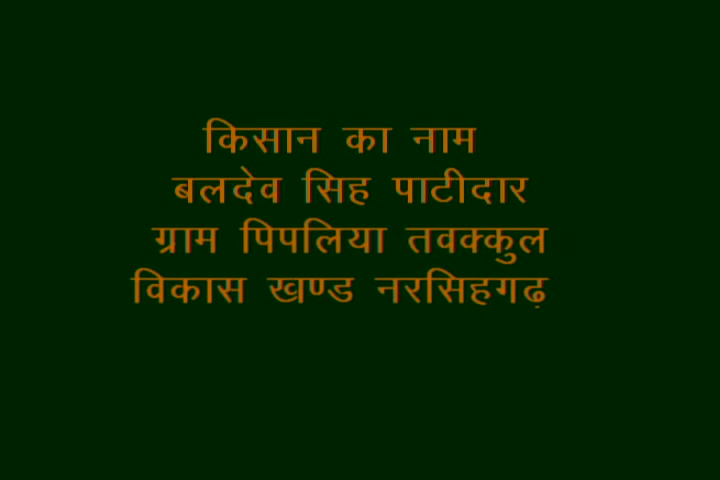 किसान का नाम
बलदेव सिह पाटीदार
ग्राम पिपलिया तवक्कुल
विकास खण्ड नरसिहगढ़